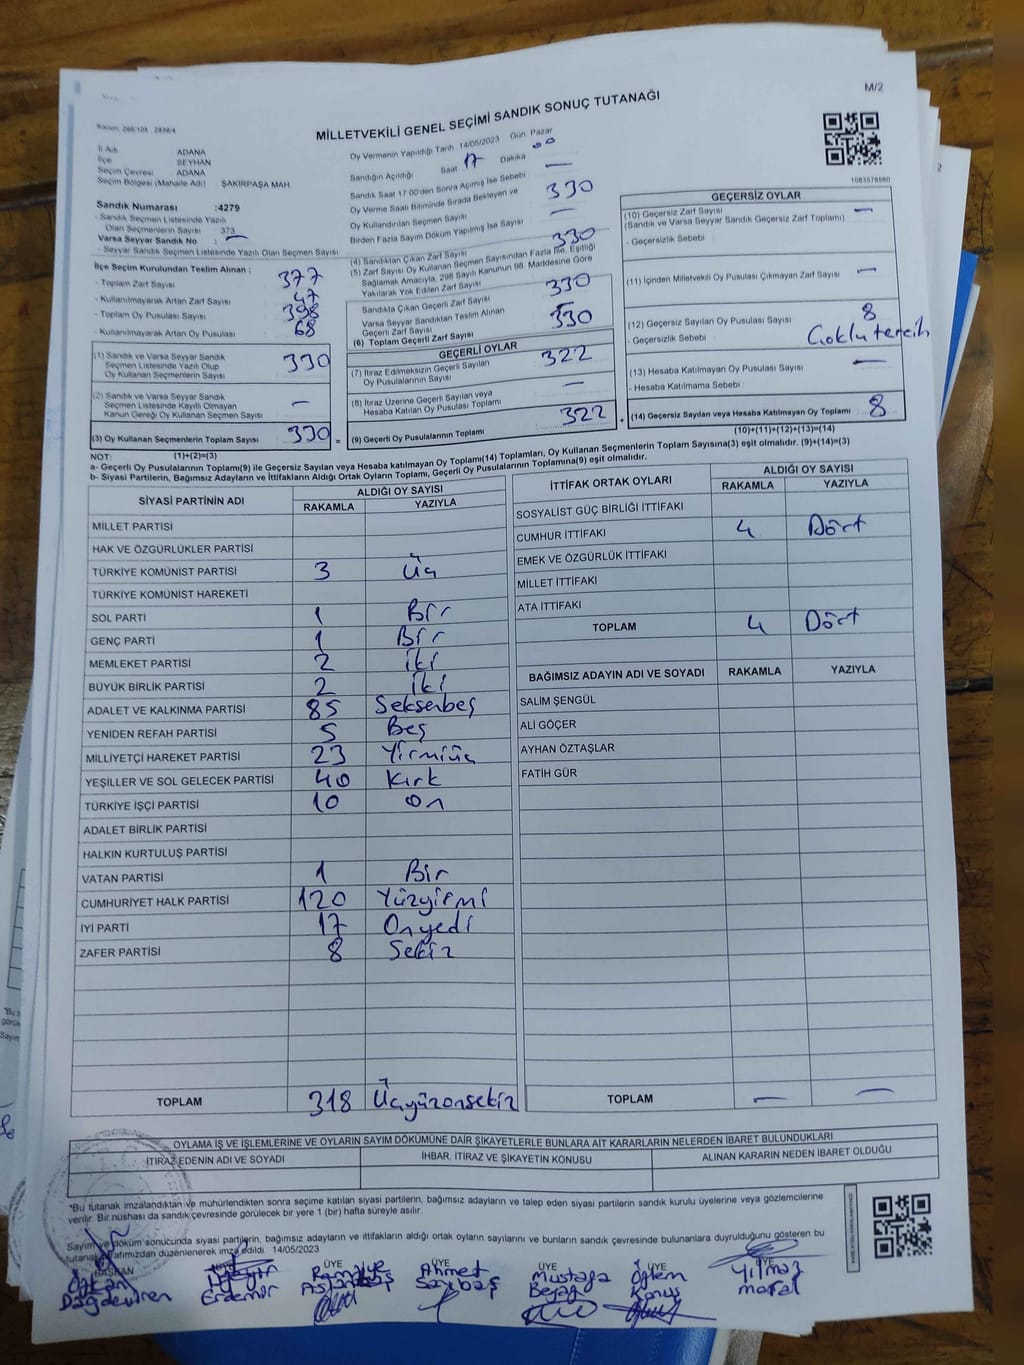 M/2
MİLLETVEKİLİ GENEL SEÇİMİ SANDIK SONUÇ TUTANAĞI
İl Adı : ADANA
İlçe : SEYHAN
Seçim Çevresi : ADANA
Seçim Bölgesi (Mahalle Adı) : ŞAKİRPAŞA MAH
Sandık Numarası :4279
- Sandık Seçmen Listesinde Yazılı
Olan Seçmenlerin Sayısı : 373
Varsa Seyyar Sandık No : –
- Seyyar Sandık Seçmen Listesinde Yazılı Olan Seçmen Sayısı
Oy Vermenin Yapıldığı Tarih 14/05/2023 Gün Pazar
Sandığın Açıldığı Saat 17 Dakika 00
Sandık Saat 17:00'den Sonra Açılmış İse Sebebi —
Oy Verme Saati Bitiminde Sırada Bekleyen ve
Oy Kullandırılan Seçmen Sayısı 330
Birden Fazla Sayım Döküm Yapılmış İse Sayısı —
1083578560
İlçe Seçim Kurulundan Teslim Alınan ;
- Toplam Zarf Sayısı 377
- Kullanılmayarak Artan Zarf Sayısı 47
- Toplam Oy Pusulası Sayısı 398
- Kullanılmayarak Artan Oy Pusulası 68
(1) Sandık ve Varsa Seyyar Sandık
Seçmen Listesinde Yazılı Olup
Oy Kullanan Seçmenlerin Sayısı 330
(2) Sandık ve Varsa Seyyar Sandık
Seçmen Listesinde Kayıtlı Olmayan
Kanun Gereği Oy Kullanan Seçmen Sayısı –
(3) Oy Kullanan Seçmenlerin Toplam Sayısı 330 =
(1)+(2)=(3)
(4) Sandıktan Çıkan Zarf Sayısı 330
(5) Zarf Sayısı Oy Kullanan Seçmen Sayısından Fazla İse, Eşitliği
Sağlamak Amacıyla, 298 Sayılı Kanunun 98. Maddesine Göre
Yakılarak Yok Edilen Zarf Sayısı
Sandıkta Çıkan Geçerli Zarf Sayısı 330
Varsa Seyyar Sandıktan Teslim Alınan
Geçerli Zarf Sayısı
(6) Toplam Geçerli Zarf Sayısı 330
GEÇERLİ OYLAR
(7) İtiraz Edilmeksizin Geçerli Sayılan
Oy Pusulalarının Sayısı 322
(8) İtiraz Üzerine Geçerli Sayılan veya
Hesaba Katılan Oy Pusulası Toplamı —
(9) Geçerli Oy Pusulalarının Toplamı 322 +
GEÇERSİZ OYLAR
(10) Geçersiz Zarf Sayısı —
(Sandık ve Varsa Seyyar Sandık Geçersiz Zarf Toplamı)
- Geçersizlik Sebebi :
(11) İçinden Milletvekili Oy Pusulası Çıkmayan Zarf Sayısı —
(12) Geçersiz Sayılan Oy Pusulası Sayısı 8
- Geçersizlik Sebebi : Çoklu tercih
(13) Hesaba Katılmayan Oy Pusulası Sayısı —
- Hesaba Katılmama Sebebi :
(14) Geçersiz Sayılan veya Hesaba Katılmayan Oy Toplamı 8
(10)+(11)+(12)+(13)=(14)
NOT:
a- Geçerli Oy Pusulalarının Toplamı(9) ile Geçersiz Sayılan veya Hesaba katılmayan Oy Toplamı(14) Toplamları, Oy Kullanan Seçmenlerin Toplam Sayısına(3) eşit olmalıdır. (9)+(14)=(3)
b- Siyasi Partilerin, Bağımsız Adayların ve İttifakların Aldığı Ortak Oyların Toplamı, Geçerli Oy Pusulalarının Toplamına(9) eşit olmalıdır.
SİYASİ PARTİNİN ADI ALDIĞI OY SAYISI
RAKAMLA YAZIYLA
MİLLET PARTİSİ
HAK VE ÖZGÜRLÜKLER PARTİSİ
TÜRKİYE KOMÜNİST PARTİSİ 3 Üç
TÜRKİYE KOMÜNİST HAREKETİ
SOL PARTİ 1 Bir
GENÇ PARTİ 1 Bir
MEMLEKET PARTİSİ 2 iki
BÜYÜK BİRLİK PARTİSİ 2 iki
ADALET VE KALKINMA PARTİSİ 85 Seksenbeş
YENİDEN REFAH PARTİSİ 5 Beş
MİLLİYETÇİ HAREKET PARTİSİ 23 Yirmiüç
YEŞİLLER VE SOL GELECEK PARTİSİ 40 Kırk
TÜRKİYE İŞÇİ PARTİSİ 10 On
ADALET BİRLİK PARTİSİ
HALKIN KURTULUŞ PARTİSİ
VATAN PARTİSİ 1 Bir
CUMHURİYET HALK PARTİSİ 120 Yüzyirmi
İYİ PARTİ 17 Onyedi
ZAFER PARTİSİ 8 Sekiz
TOPLAM 318 Üçyüzonsekiz
İTTİFAK ORTAK OYLARI ALDIĞI OY SAYISI
RAKAMLA YAZIYLA
SOSYALİST GÜÇ BİRLİĞİ İTTİFAKI
CUMHUR İTTİFAKI 4 Dört
EMEK VE ÖZGÜRLÜK İTTİFAKI
MİLLET İTTİFAKI
ATA İTTİFAKI
TOPLAM 4 Dört
BAĞIMSIZ ADAYIN ADI VE SOYADI RAKAMLA YAZIYLA
SALİM ŞENGÜL
ALİ GÖÇER
AYHAN ÖZTAŞLAR
FATİH GÜR
TOPLAM — —
OYLAMA İŞ VE İŞLEMLERİNE VE OYLARIN SAYIM DÖKÜMÜNE DAİR ŞİKAYETLERLE BUNLARA AİT KARARLARIN NELERDEN İBARET BULUNDUKLARI
İTİRAZ EDENİN ADI VE SOYADI İHBAR, İTİRAZ VE ŞİKAYETİN KONUSU ALINAN KARARIN NEDEN İBARET OLDUĞU
*Bu tutanak imzalandıktan ve mühürlendikten sonra seçime katılan siyasi partilerin, bağımsız adayların ve talep eden siyasi partilerin sandık kurulu üyelerine veya gözlemcilerine
verilir. Bir nüshası da sandık çevresinde görülecek bir yere 1 (bir) hafta süreyle asılır.
Sayım ve döküm sonucunda siyasi partilerin, bağımsız adayların ve ittifakların aldığı ortak oyların sayılarını ve bunların sandık çevresinde bulunanlara duyrulduğunu gösteren bu
tutanak tarafımızdan düzenlenerek imza edildi. 14/05/2023
BAŞKAN ÜYE ÜYE ÜYE ÜYE ÜYE
Dağdeviren
Erdemir
Ahmet Sarıbaş
Mustafa
Özlem
Yılmaz